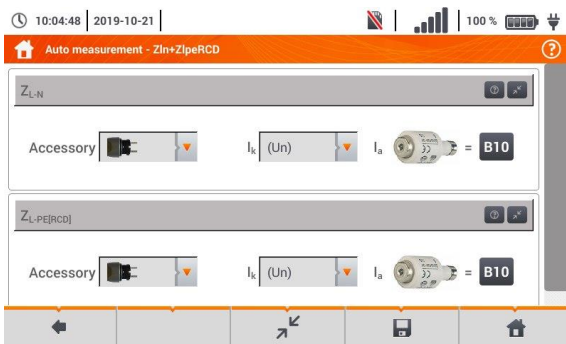 10:04:48 2019-10-21 100 %
Auto measurement - Zln+ZlpeRCD ?
ZL-N ?
Accessory Ik (Un) Ia = B10
ZL-PE[RCD] ?
Accessory Ik (Un) Ia = B10